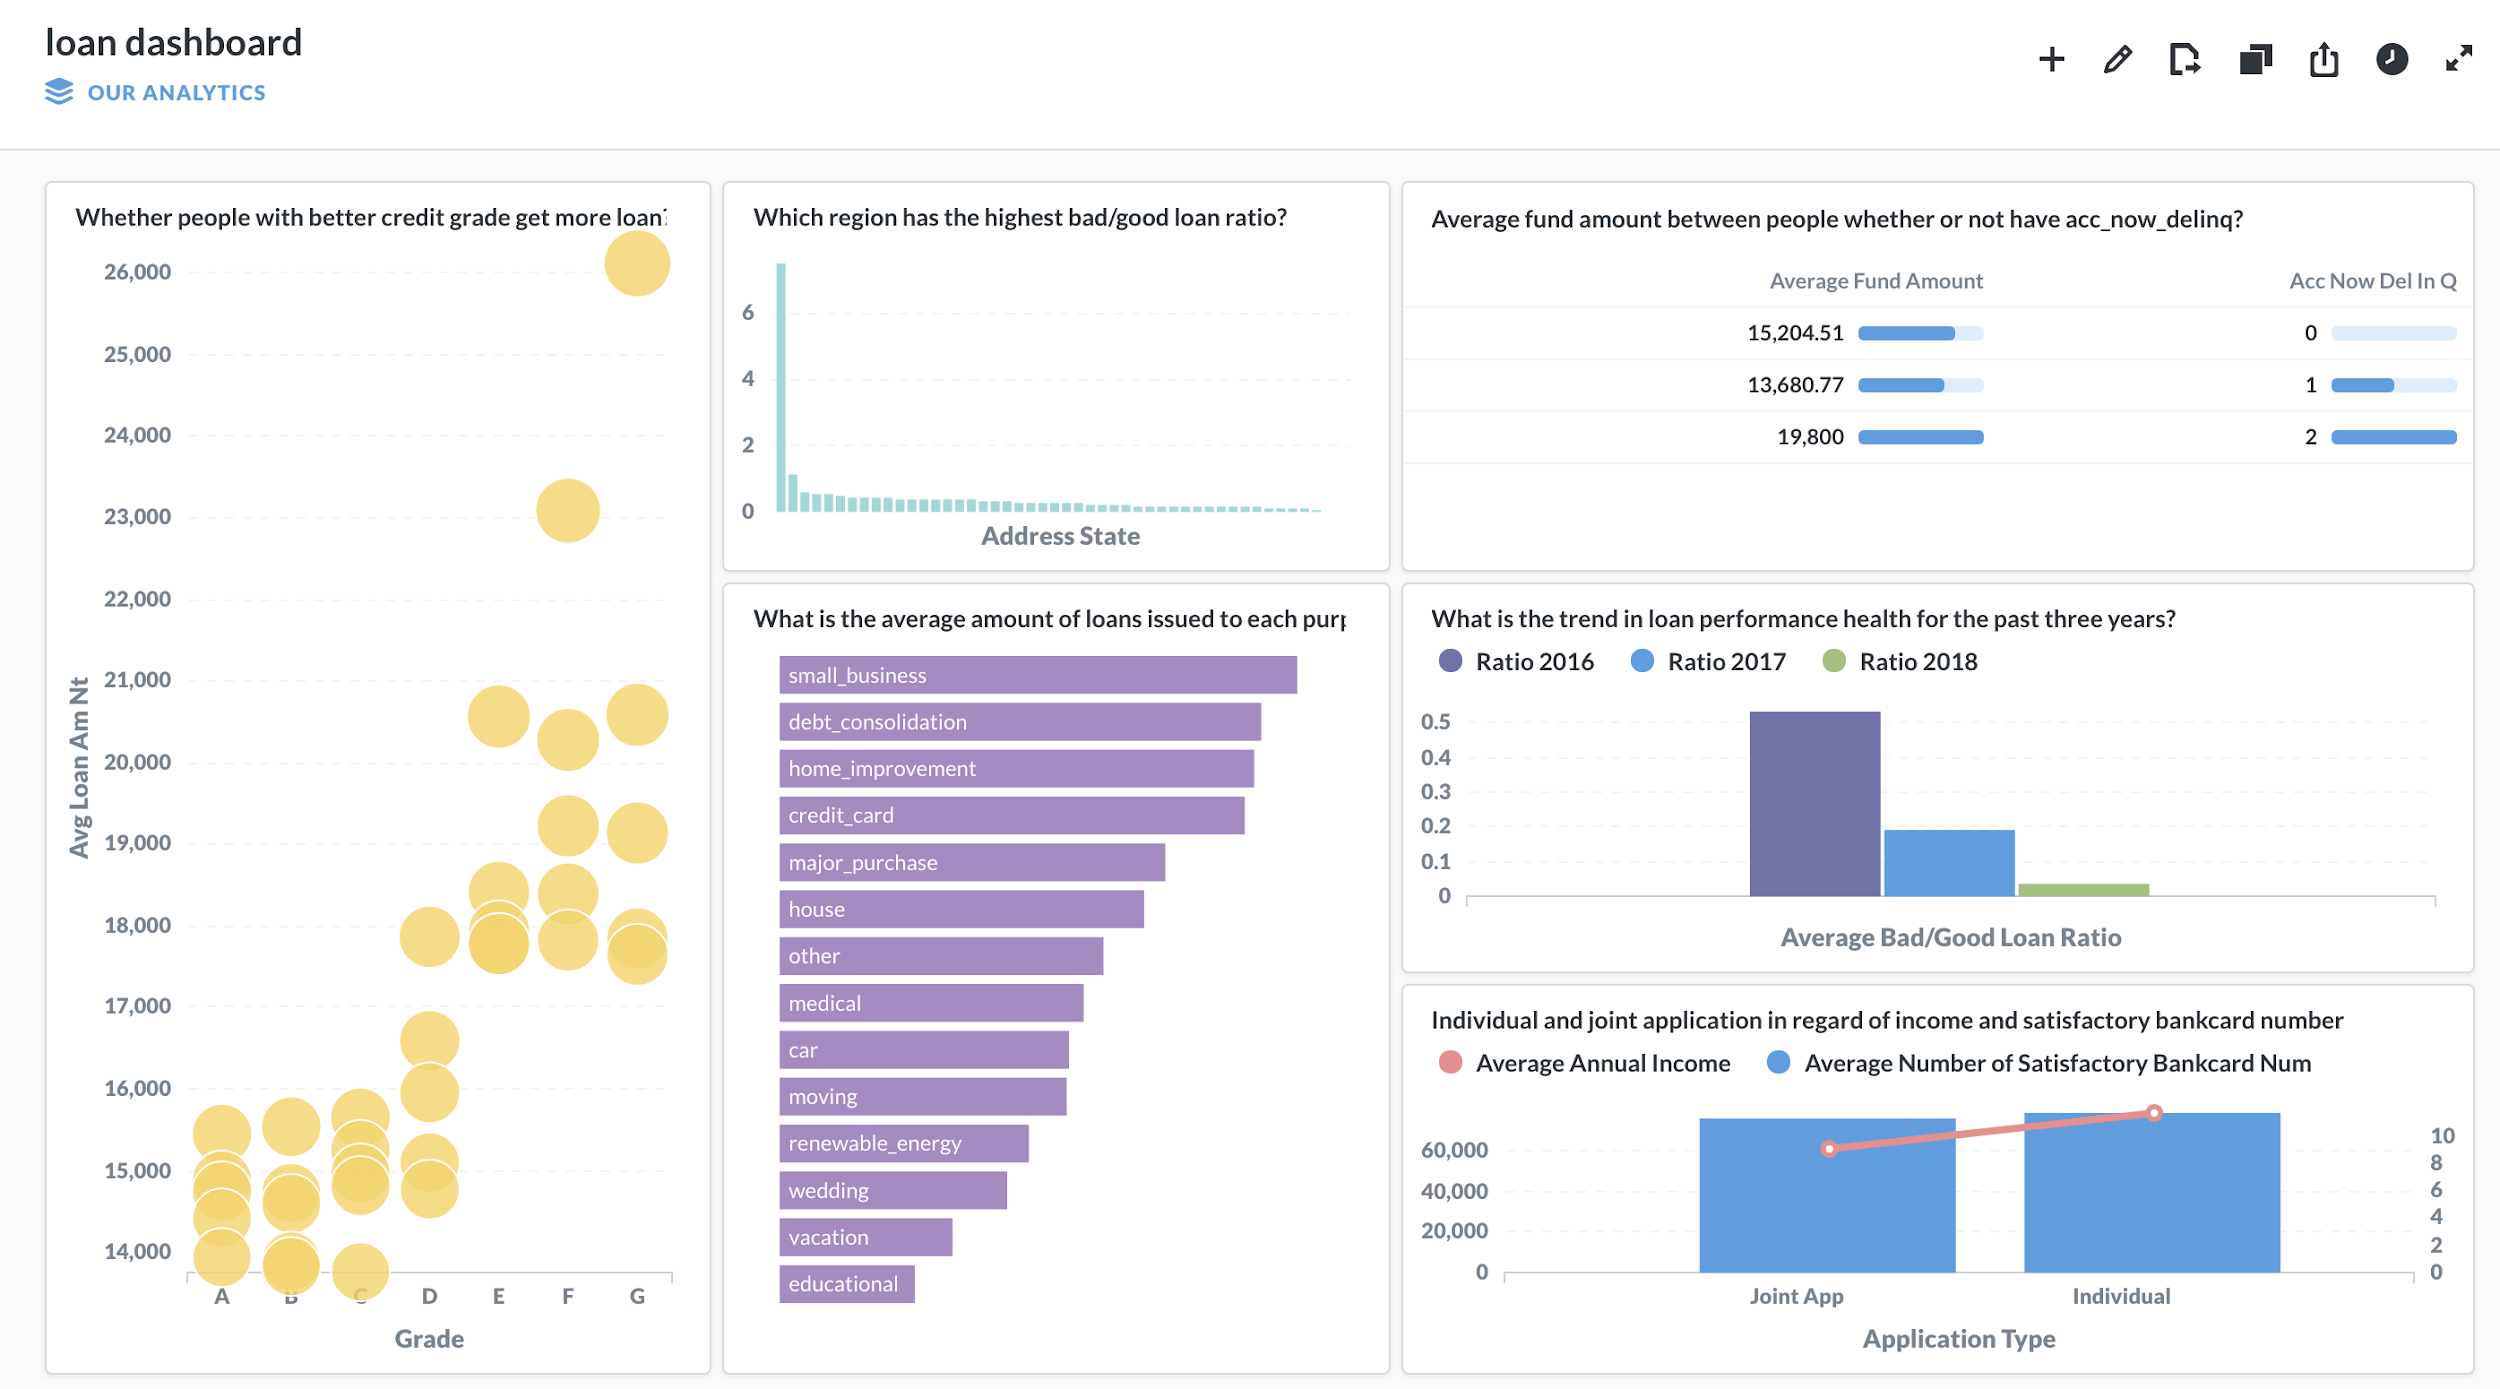 loan dashboard
OUR ANALYTICS
Whether people with better credit grade get more loan?
26,000
25,000
24,000
23,000
22,000
21,000
20,000
19,000
18,000
17,000
16,000
15,000
14,000
Avg Loan Am Nt
A B C D E F G
Grade
Which region has the highest bad/good loan ratio?
6
4
2
0
Address State
Average fund amount between people whether or not have acc_now_delinq?
Average Fund Amount Acc Now Del In Q
15,204.51 0
13,680.77 1
19,800 2
What is the average amount of loans issued to each purp
small_business
debt_consolidation
home_improvement
credit_card
major_purchase
house
other
medical
car
moving
renewable_energy
wedding
vacation
educational
What is the trend in loan performance health for the past three years?
Ratio 2016 Ratio 2017 Ratio 2018
0.5
0.4
0.3
0.2
0.1
0
Average Bad/Good Loan Ratio
Individual and joint application in regard of income and satisfactory bankcard number
Average Annual Income Average Number of Satisfactory Bankcard Num
60,000
40,000
20,000
0
10
8
6
4
2
0
Joint App Individual
Application Type